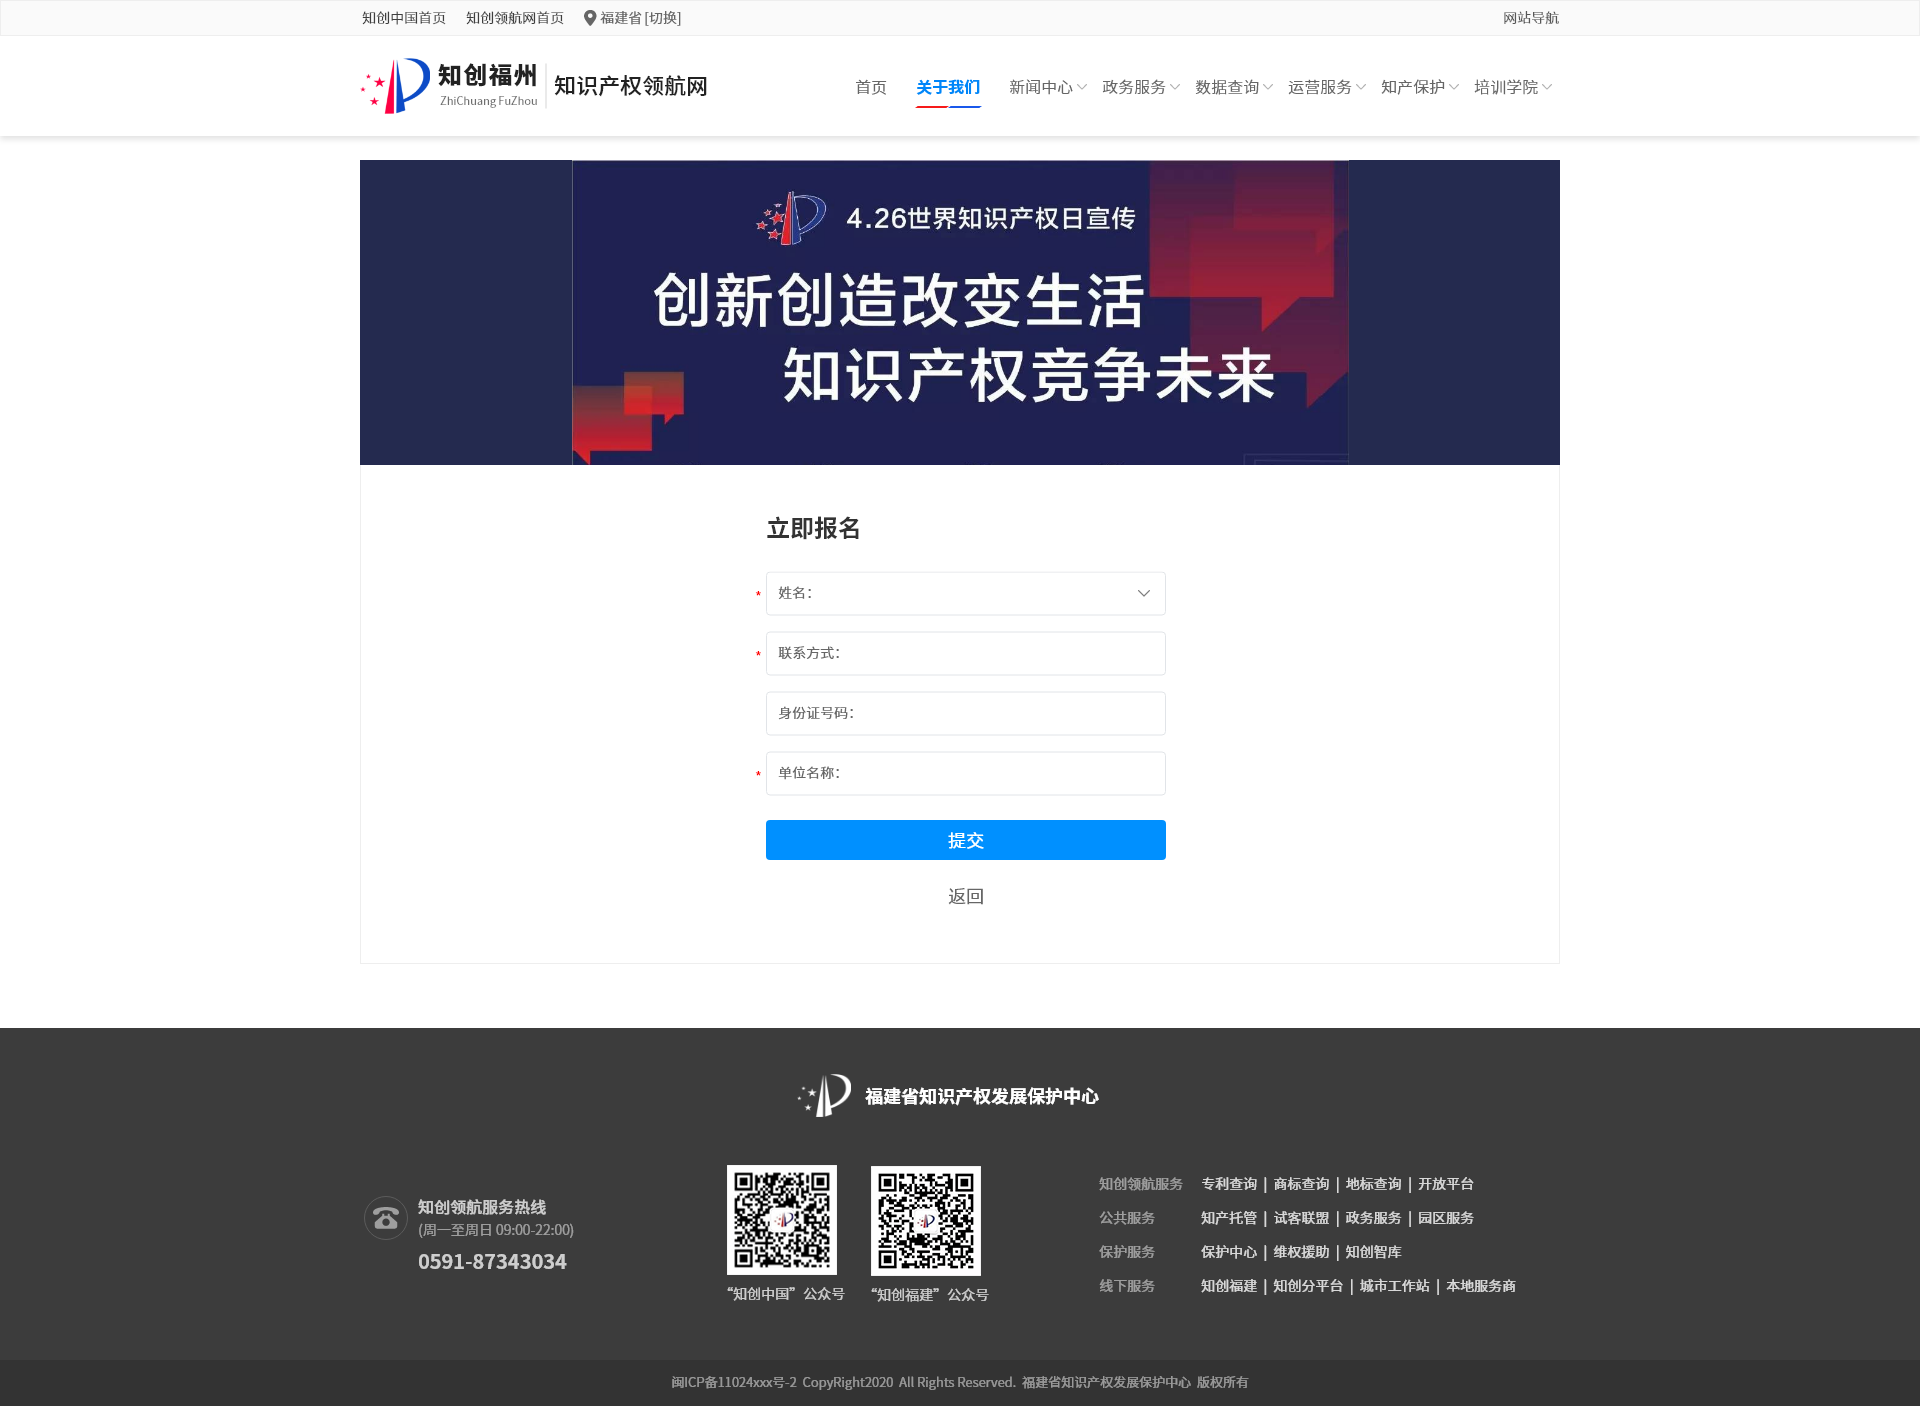 知创中国首页 知创领航网首页 福建省 [切换] 网站导航
知创福州 ZhiChuang FuZhou 知识产权领航网
首页 关于我们 新闻中心 政务服务 数据查询 运营服务 知产保护 培训学院
4.26世界知识产权日宣传
创新创造改变生活
知识产权竞争未来
立即报名
* 姓名：
* 联系方式：
身份证号码：
* 单位名称：
提交
返回
福建省知识产权发展保护中心
知创领航服务热线
(周一至周日 09:00-22:00)
0591-87343034
“知创中国”公众号
“知创福建”公众号
知创领航服务 专利查询 | 商标查询 | 地标查询 | 开放平台
公共服务 知产托管 | 试客联盟 | 政务服务 | 园区服务
保护服务 保护中心 | 维权援助 | 知创智库
线下服务 知创福建 | 知创分平台 | 城市工作站 | 本地服务商
闽ICP备11024xxx号-2 CopyRight2020 All Rights Reserved. 福建省知识产权发展保护中心 版权所有